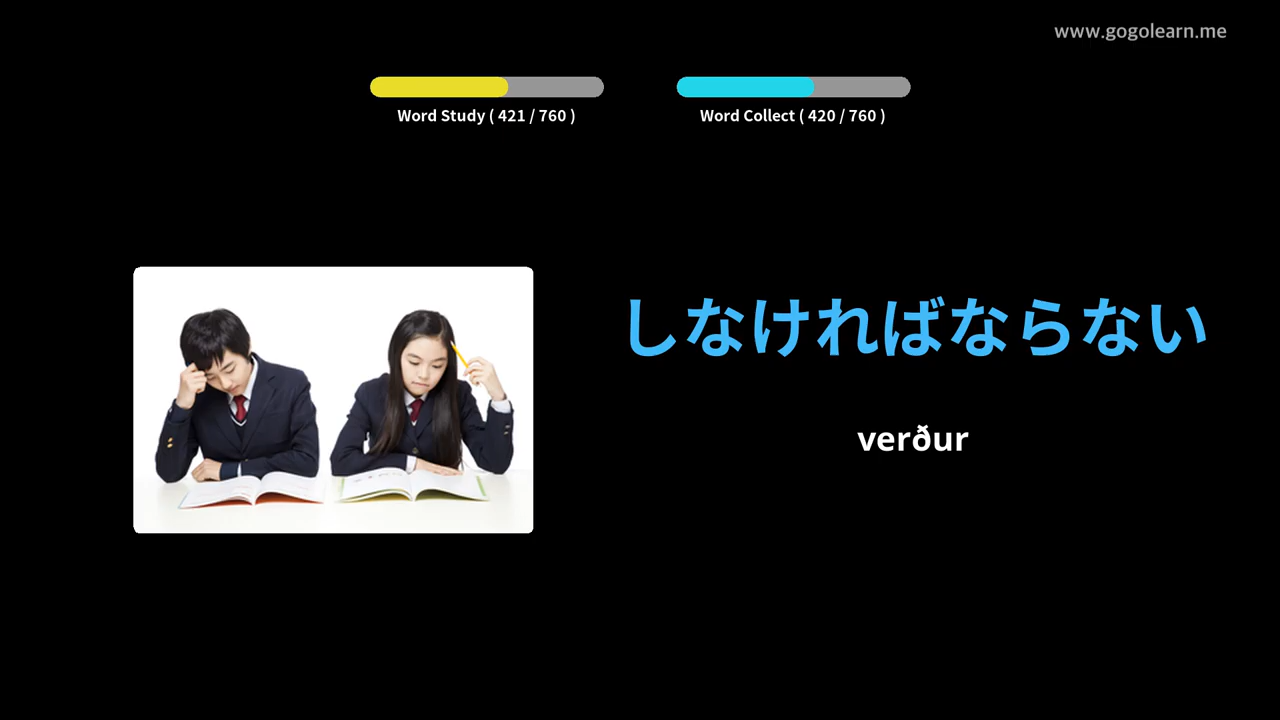 www.gogolearn.me
Word Study ( 421 / 760 )
Word Collect ( 420 / 760 )
しなければならない
verður